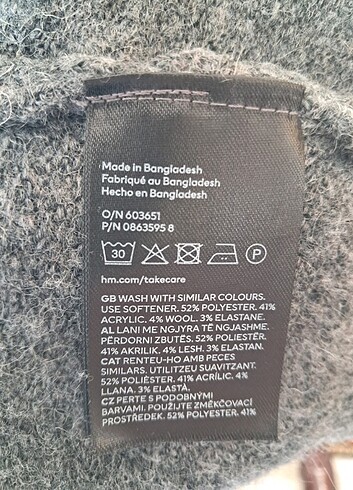 Made in Bangladesh
Fabriqué au Bangladesh
Hecho en Bangladesh
O/N 603651
P/N 0863595 8
30
P
hm.com/takecare
GB WASH WITH SIMILAR COLOURS.
USE SOFTENER. 52% POLYESTER. 41%
ACRYLIC. 4% WOOL. 3% ELASTANE.
AL LANI ME NGJYRA TË NGJASHME.
PËRDORNI ZBUTËS. 52% POLIESTËR.
41% AKRILIK. 4% LESH. 3% ELASTAN.
CAT RENTEU-HO AMB PECES
SIMILARS. UTILITZEU SUAVITZANT.
52% POLIÈSTER. 41% ACRÍLIC. 4%
LLANA. 3% ELASTÀ.
CZ PERTE S PODOBNÝMI
BARVAMI. POUŽIJTE ZMĚKČOVACÍ
PROSTŘEDEK. 52% POLYESTER. 41%